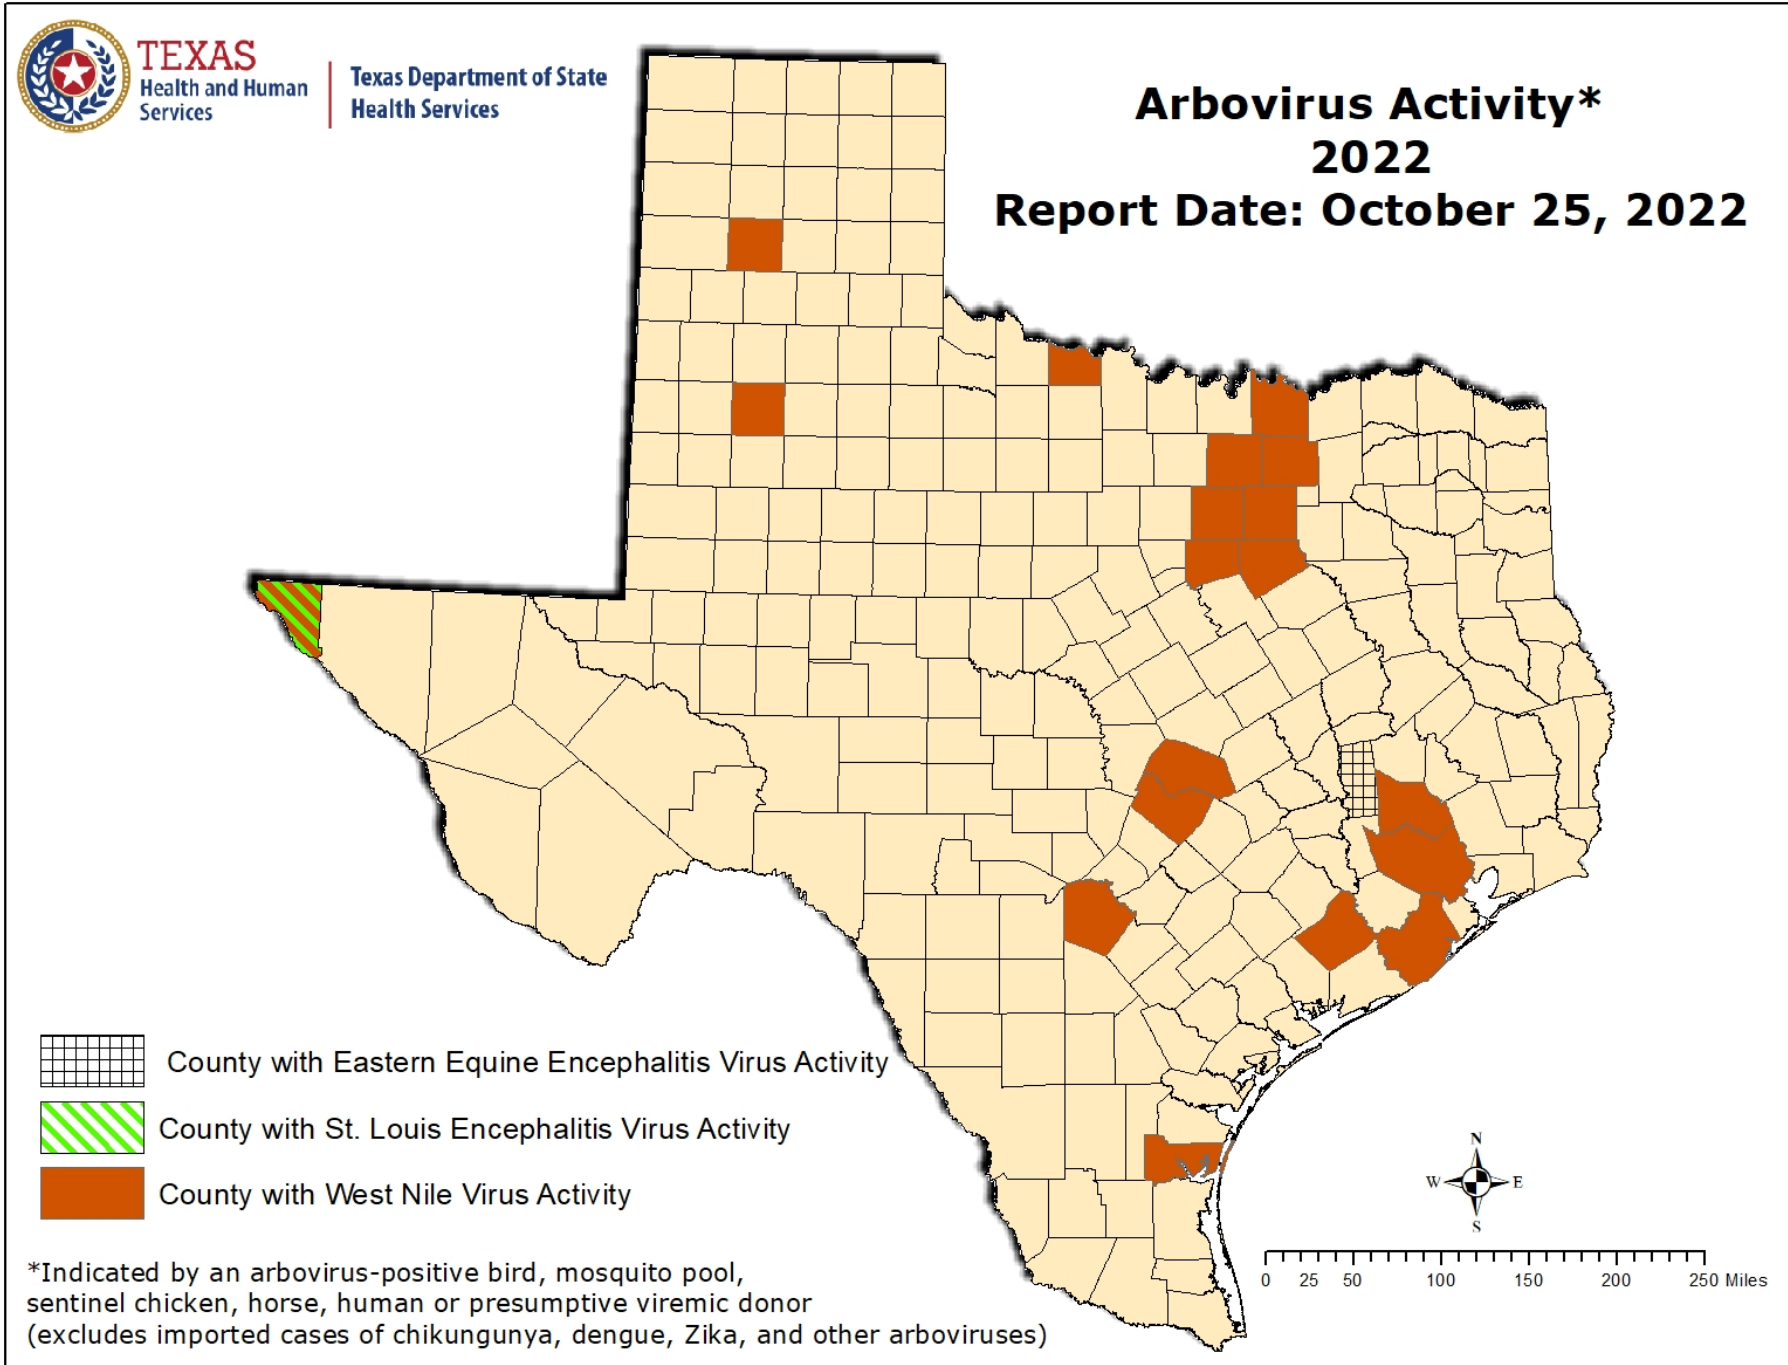 TEXAS
Health and Human
Services
Texas Department of State
Health Services
Arbovirus Activity*
2022
Report Date: October 25, 2022
County with Eastern Equine Encephalitis Virus Activity
County with St. Louis Encephalitis Virus Activity
County with West Nile Virus Activity
*Indicated by an arbovirus-positive bird, mosquito pool,
sentinel chicken, horse, human or presumptive viremic donor
(excludes imported cases of chikungunya, dengue, Zika, and other arboviruses)
N
W E
S
0 25 50 100 150 200 250 Miles